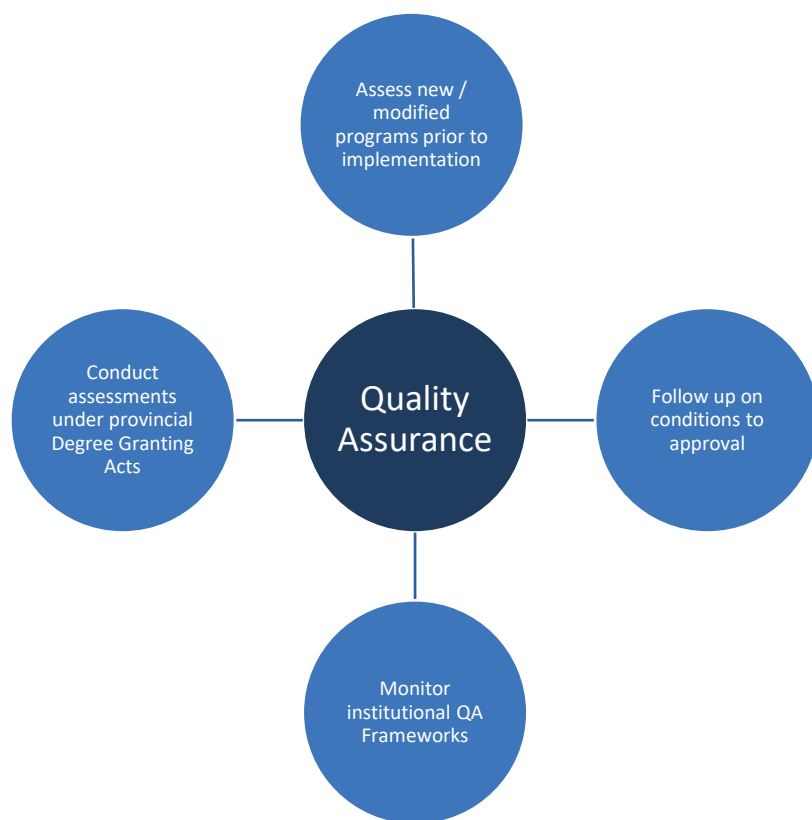 Assess new /
modified
programs prior to
implementation
Conduct
assessments
under provincial
Degree Granting
Acts
Quality
Assurance
Follow up on
conditions to
approval
Monitor
institutional QA
Frameworks